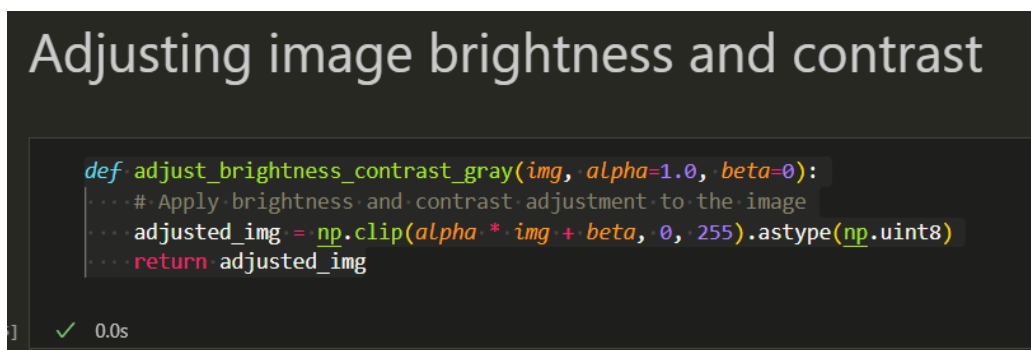 Adjusting image brightness and contrast
def adjust_brightness_contrast_gray(img, alpha=1.0, beta=0):
    # Apply brightness and contrast adjustment to the image
    adjusted_img = np.clip(alpha * img + beta, 0, 255).astype(np.uint8)
    return adjusted_img
✓ 0.0s